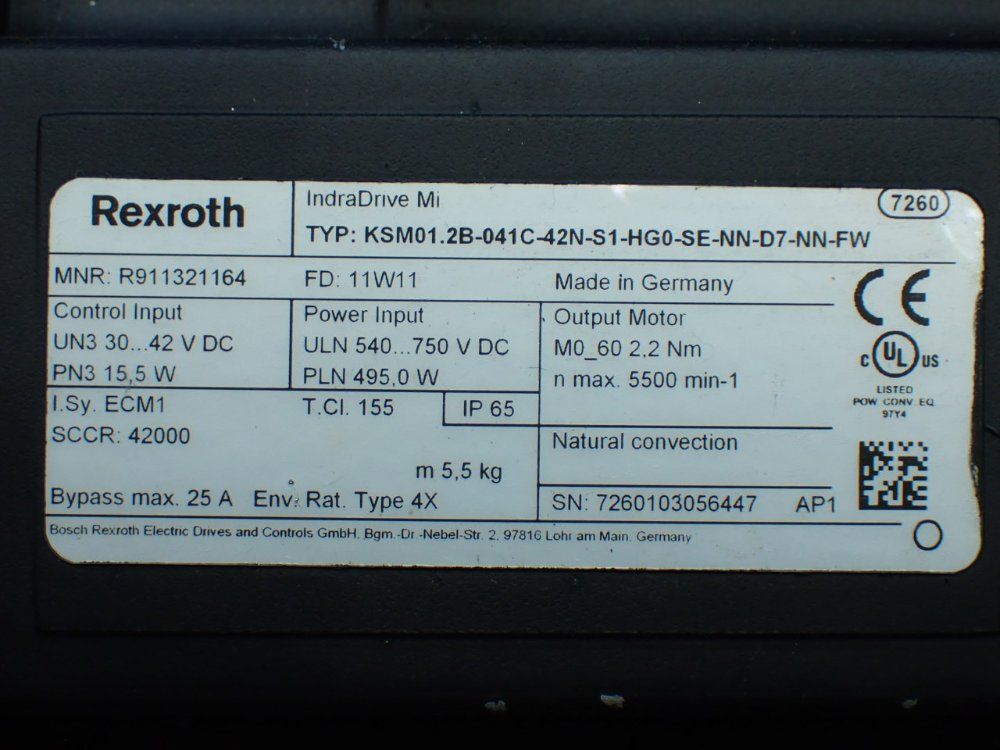 Rexroth
IndraDrive Mi
7260
TYP: KSM01.2B-041C-42N-S1-HG0-SE-NN-D7-NN-FW
MNR: R911321164 FD: 11W11 Made in Germany
CE
Control Input
UN3 30...42 V DC
PN3 15,5 W
Power Input
ULN 540...750 V DC
PLN 495,0 W
Output Motor
M0_60 2,2 Nm
n max. 5500 min-1
C UL US
LISTED
POW. CONV. EQ.
97Y4
I.Sy. ECM1 T.Cl. 155 IP 65
SCCR: 42000
m 5,5 kg
Bypass max. 25 A Env. Rat. Type 4X
Natural convection
SN: 7260103056447 AP1
Bosch Rexroth Electric Drives and Controls GmbH, Bgm.-Dr.-Nebel-Str. 2, 97816 Lohr am Main, Germany